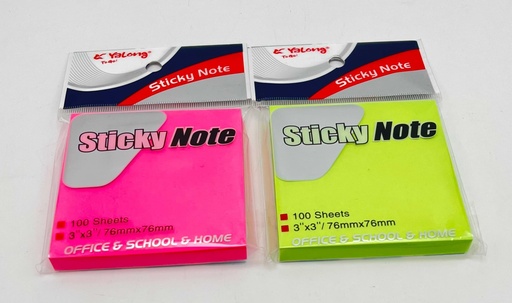 Yalong
Sticky Note
Sticky Note
100 Sheets
3"x3"/76mmx76mm
OFFICE & SCHOOL & HOME
Yalong
Sticky Note
Sticky Note
100 Sheets
3"x3"/76mmx76mm
OFFICE & SCHOOL & HOME